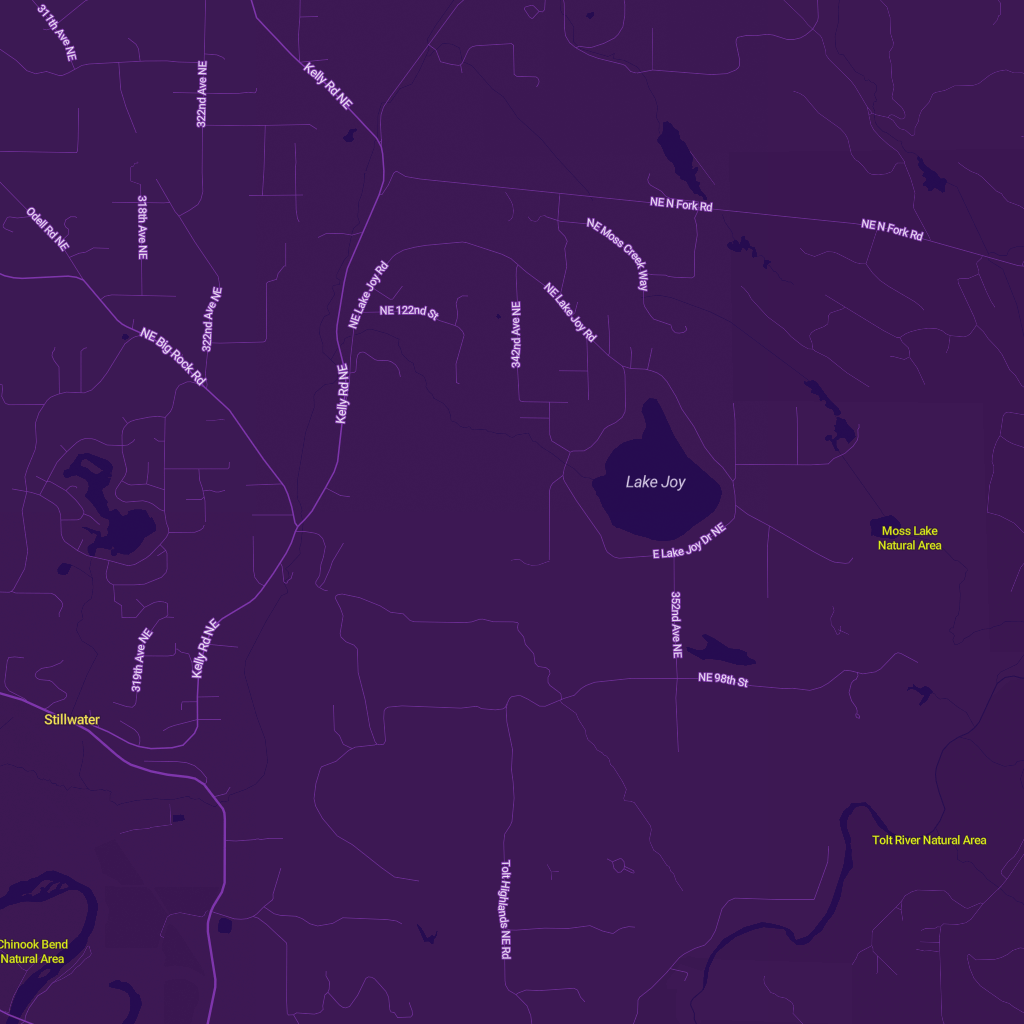 311th Ave NE
Kelly Rd NE
322nd Ave NE
318th Ave NE
Odell Rd NE
NE N Fork Rd
NE N Fork Rd
NE Moss Creek Way
NE Lake Joy Rd
NE 122nd St
NE Lake Joy Rd
322nd Ave NE
342nd Ave NE
NE Big Rock Rd
Kelly Rd NE
Lake Joy
E Lake Joy Dr NE
Moss Lake
Natural Area
352nd Ave NE
319th Ave NE
Kelly Rd NE
NE 98th St
Stillwater
Tolt River Natural Area
Tolt Highlands NE Rd
Chinook Bend
Natural Area